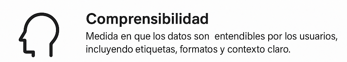 Comprensibilidad
Medida en que los datos son entendibles por los usuarios,
incluyendo etiquetas, formatos y contexto claro.